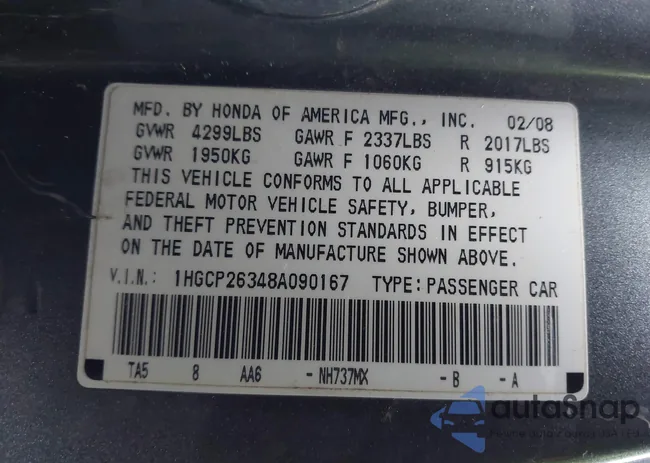 MFD. BY HONDA OF AMERICA MFG., INC. 02/08
GVWR 4299LBS GAWR F 2337LBS R 2017LBS
GVWR 1950KG GAWR F 1060KG R 915KG
THIS VEHICLE CONFORMS TO ALL APPLICABLE
FEDERAL MOTOR VEHICLE SAFETY, BUMPER,
AND THEFT PREVENTION STANDARDS IN EFFECT
ON THE DATE OF MANUFACTURE SHOWN ABOVE.
V.I.N.: 1HGCP26348A090167 TYPE: PASSENGER CAR
TA5 8 AA6 -NH737MX -B -A
autoSnap